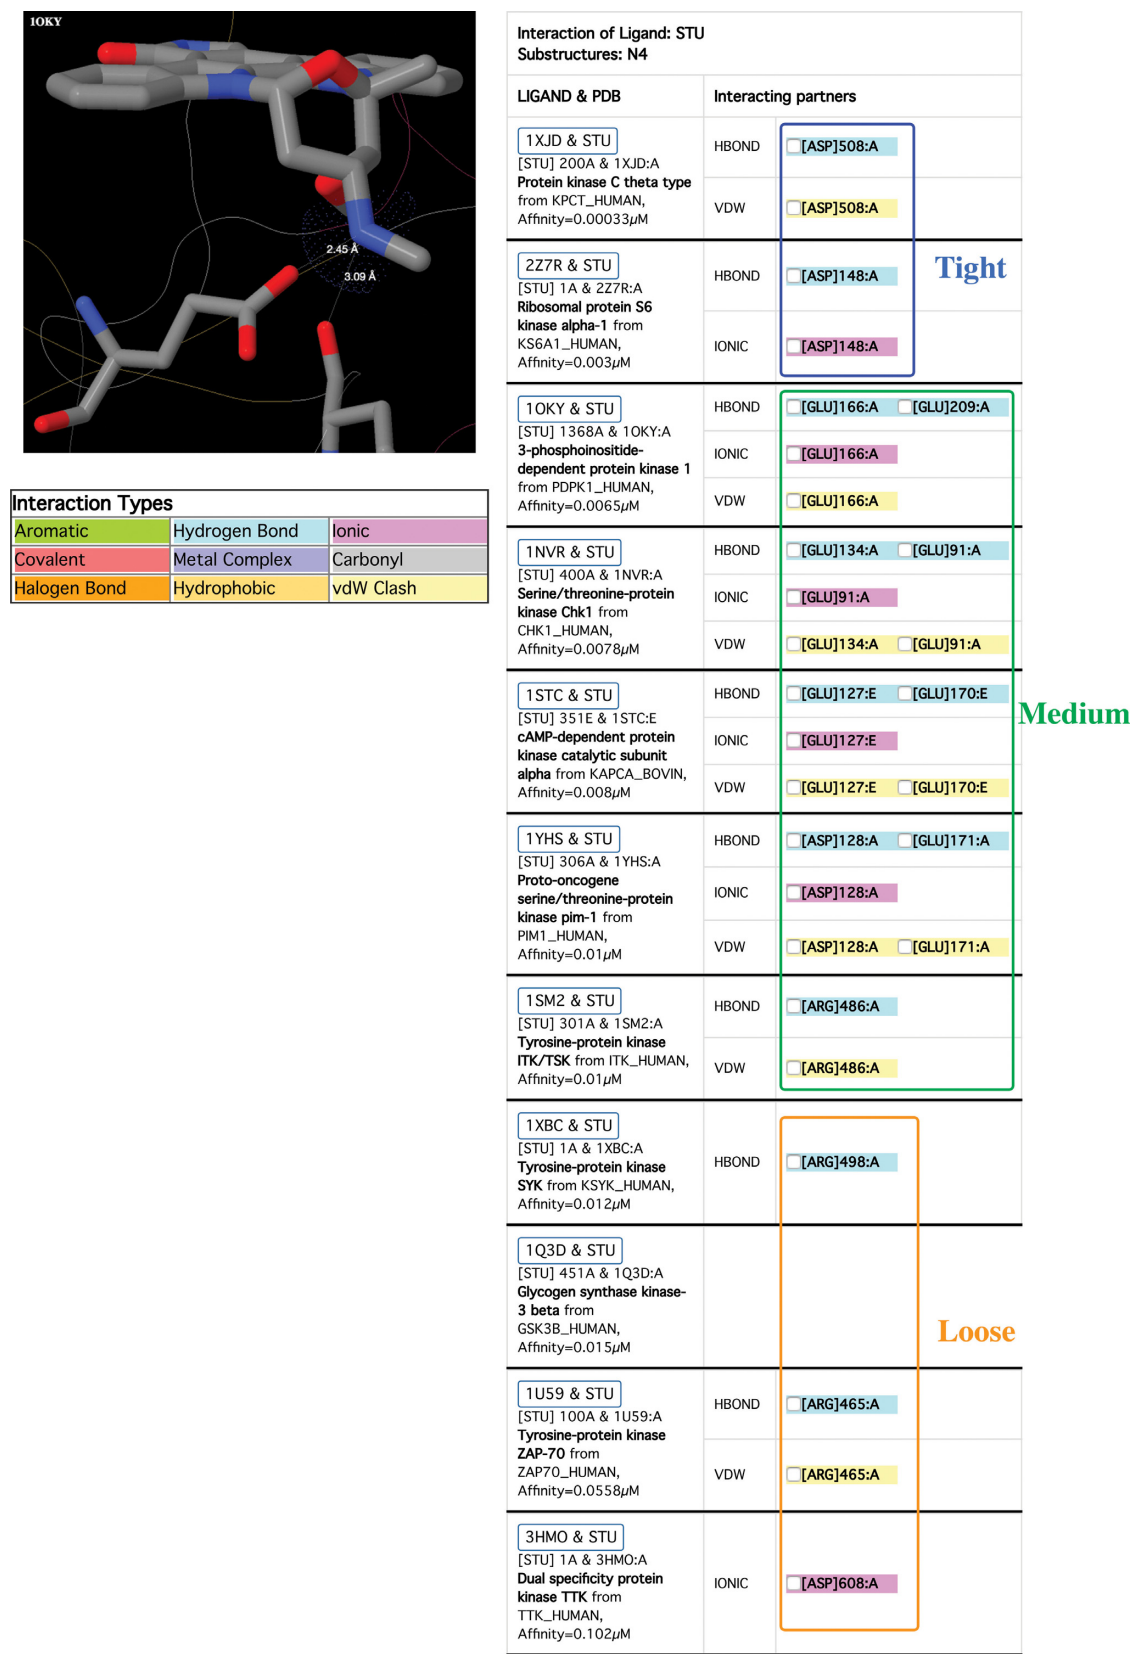 1OKY
2.45 Å
3.09 Å
Interaction Types
Aromatic Hydrogen Bond Ionic
Covalent Metal Complex Carbonyl
Halogen Bond Hydrophobic vdW Clash
Interaction of Ligand: STU
Substructures: N4
LIGAND & PDB Interacting partners
1XJD & STU
[STU] 200A & 1XJD:A
Protein kinase C theta type
from KPCT_HUMAN,
Affinity=0.00033µM
HBOND [ASP]508:A
VDW [ASP]508:A
2Z7R & STU
[STU] 1A & 2Z7R:A
Ribosomal protein S6
kinase alpha-1 from
KS6A1_HUMAN,
Affinity=0.003µM
HBOND [ASP]148:A
IONIC [ASP]148:A
Tight
1OKY & STU
[STU] 1368A & 1OKY:A
3-phosphoinositide-
dependent protein kinase 1
from PDPK1_HUMAN,
Affinity=0.0065µM
HBOND [GLU]166:A [GLU]209:A
IONIC [GLU]166:A
VDW [GLU]166:A
1NVR & STU
[STU] 400A & 1NVR:A
Serine/threonine-protein
kinase Chk1 from
CHK1_HUMAN,
Affinity=0.0078µM
HBOND [GLU]134:A [GLU]91:A
IONIC [GLU]91:A
VDW [GLU]134:A [GLU]91:A
1STC & STU
[STU] 351E & 1STC:E
cAMP-dependent protein
kinase catalytic subunit
alpha from KAPCA_BOVIN,
Affinity=0.008µM
HBOND [GLU]127:E [GLU]170:E
IONIC [GLU]127:E
VDW [GLU]127:E [GLU]170:E
Medium
1YHS & STU
[STU] 306A & 1YHS:A
Proto-oncogene
serine/threonine-protein
kinase pim-1 from
PIM1_HUMAN,
Affinity=0.01µM
HBOND [ASP]128:A [GLU]171:A
IONIC [ASP]128:A
VDW [ASP]128:A [GLU]171:A
1SM2 & STU
[STU] 301A & 1SM2:A
Tyrosine-protein kinase
ITK/TSK from ITK_HUMAN,
Affinity=0.01µM
HBOND [ARG]486:A
VDW [ARG]486:A
1XBC & STU
[STU] 1A & 1XBC:A
Tyrosine-protein kinase
SYK from KSYK_HUMAN,
Affinity=0.012µM
HBOND [ARG]498:A
1Q3D & STU
[STU] 451A & 1Q3D:A
Glycogen synthase kinase-
3 beta from
GSK3B_HUMAN,
Affinity=0.015µM
Loose
1U59 & STU
[STU] 100A & 1U59:A
Tyrosine-protein kinase
ZAP-70 from
ZAP70_HUMAN,
Affinity=0.0558µM
HBOND [ARG]465:A
VDW [ARG]465:A
3HMO & STU
[STU] 1A & 3HMO:A
Dual specificity protein
kinase TTK from
TTK_HUMAN,
Affinity=0.102µM
IONIC [ASP]608:A